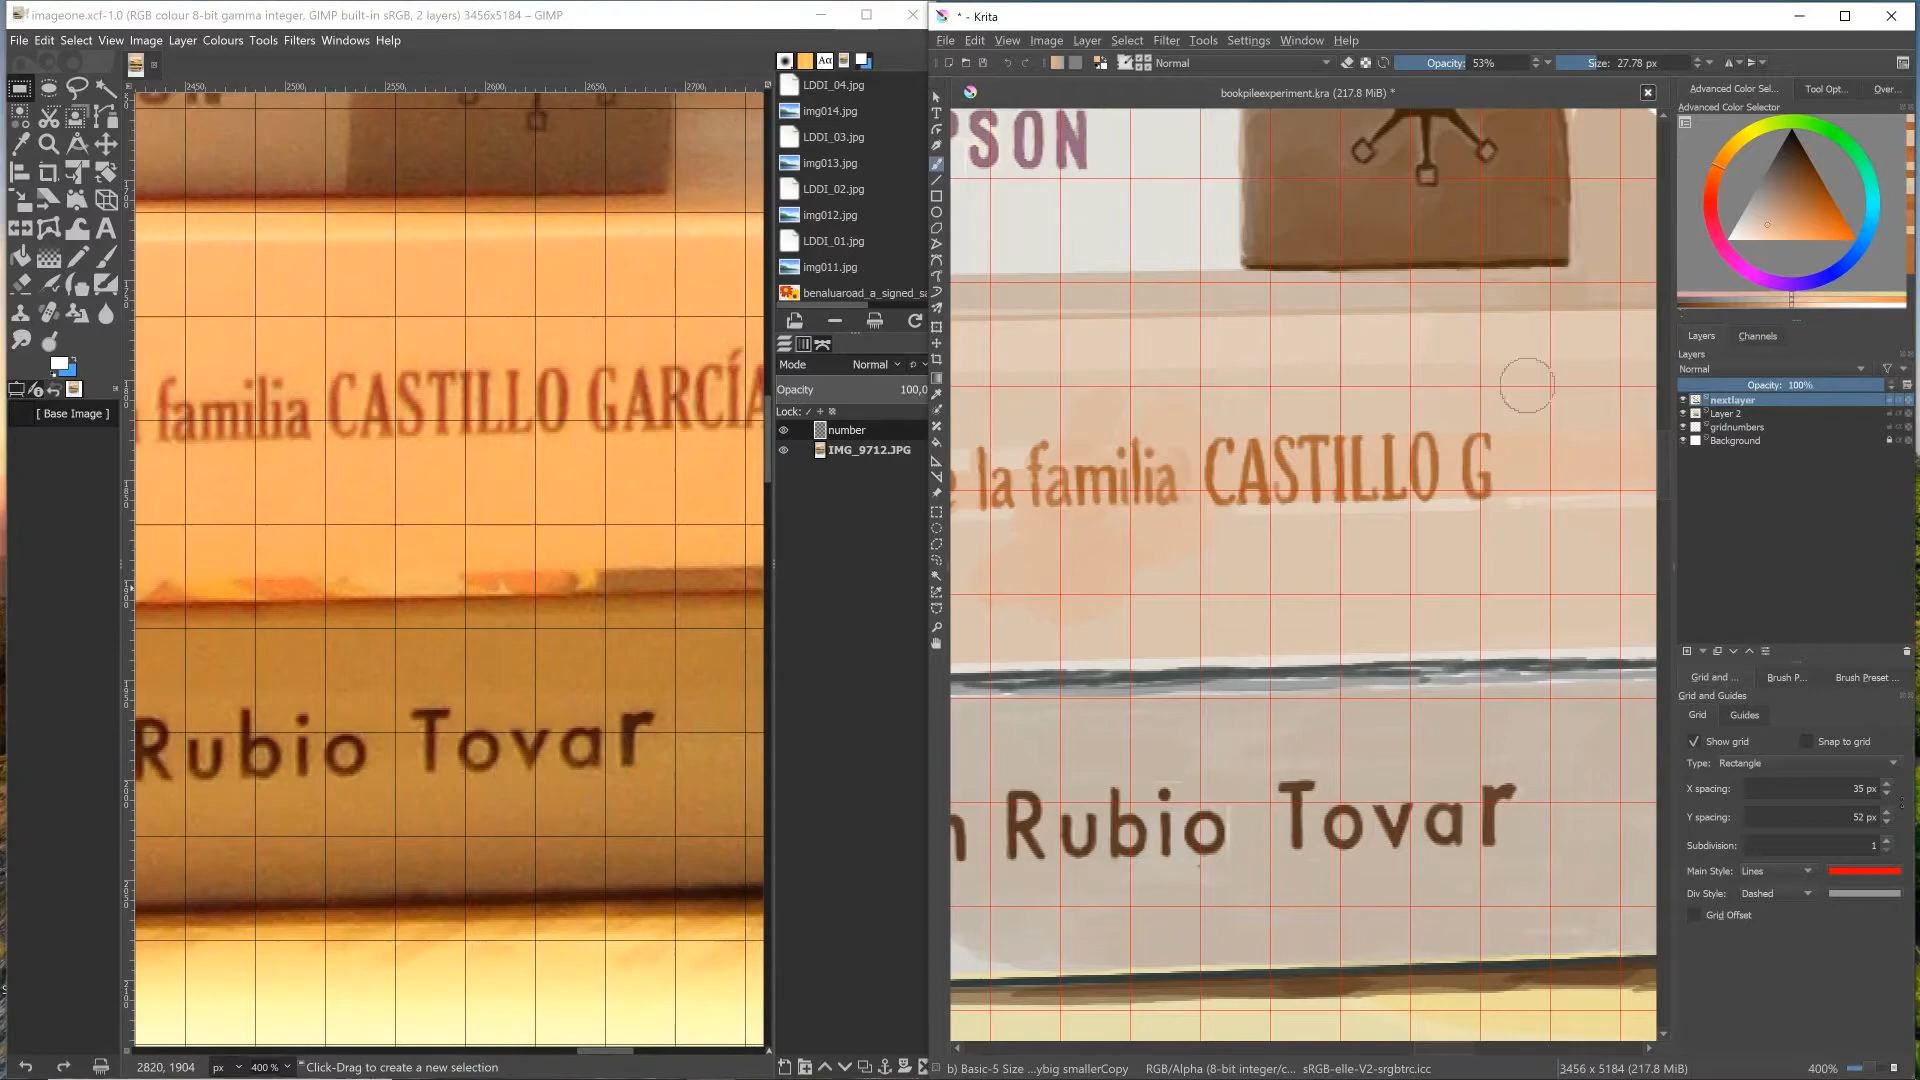 imageone.xcf-1.0 (RGB colour 8-bit gamma integer, GIMP built-in sRGB, 2 layers) 3456x5184 – GIMP
File Edit Select View Image Layer Colours Tools Filters Windows Help
2450 2500 2550 2600 2650 2700
familia CASTILLO GARCÍA
Rubio Tovar
[ Base Image ]
2820, 1904 px 400 % Click-Drag to create a new selection
LDDI_04.jpg
img014.jpg
LDDI_03.jpg
img013.jpg
LDDI_02.jpg
img012.jpg
LDDI_01.jpg
img011.jpg
benaluaroad_a_signed_sa
Mode Normal
Opacity 100,0
Lock:
number
IMG_9712.JPG
* - Krita
File Edit View Image Layer Select Filter Tools Settings Window Help
Normal Opacity: 53% Size: 27.78 px
bookpileexperiment.kra (217.8 MiB) *
PSON
e la familia CASTILLO G
n Rubio Tovar
b) Basic-5 Size ...ybig smallerCopy RGB/Alpha (8-bit integer/c... sRGB-elle-V2-srgbtrc.icc 3456 x 5184 (217.8 MiB) 400%
Advanced Color Sel... Tool Opt... Over...
Advanced Color Selector
Layers Channels
Layers
Normal
Opacity: 100%
nextlayer
Layer 2
gridnumbers
Background
Grid and ... Brush P... Brush Preset ...
Grid and Guides
Grid Guides
Show grid Snap to grid
Type: Rectangle
X spacing: 35 px
Y spacing: 52 px
Subdivision: 1
Main Style: Lines
Div Style: Dashed
Grid Offset